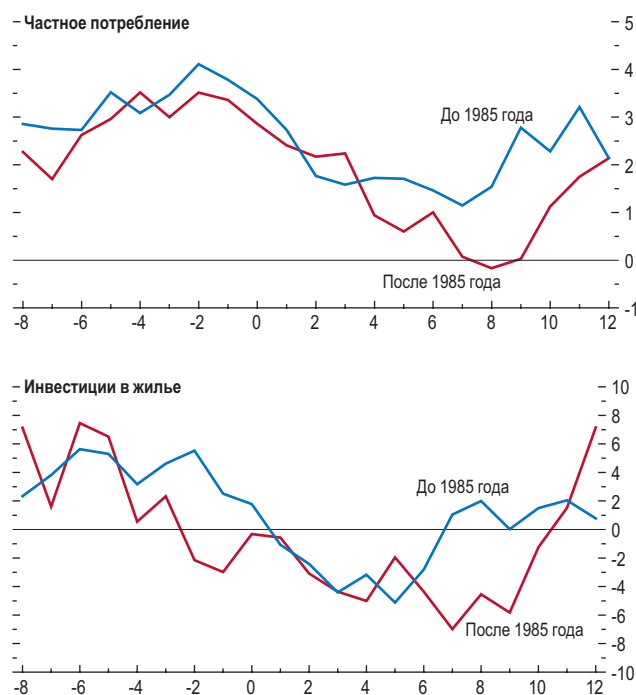 Частное потребление
5
4
До 1985 года
3
2
1
0
После 1985 года
-1
-8 -6 -4 -2 0 2 4 6 8 10 12
Инвестиции в жилье
10
8
6
4
До 1985 года
2
0
-2
-4
-6
После 1985 года
-8
-10
-8 -6 -4 -2 0 2 4 6 8 10 12